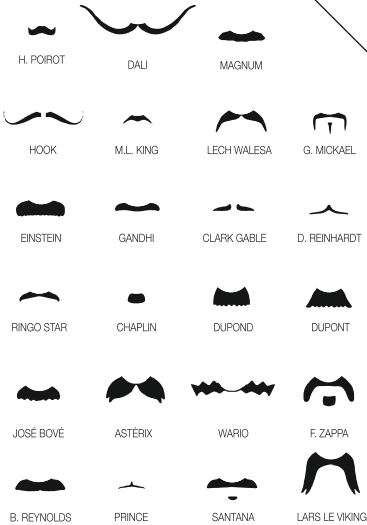 H. POIROT
DALI
MAGNUM
HOOK
M.L. KING
LECH WALESA
G. MICKAEL
EINSTEIN
GANDHI
CLARK GABLE
D. REINHARDT
RINGO STAR
CHAPLIN
DUPOND
DUPONT
JOSÉ BOVÉ
ASTÉRIX
WARIO
F. ZAPPA
B. REYNOLDS
PRINCE
SANTANA
LARS LE VIKING